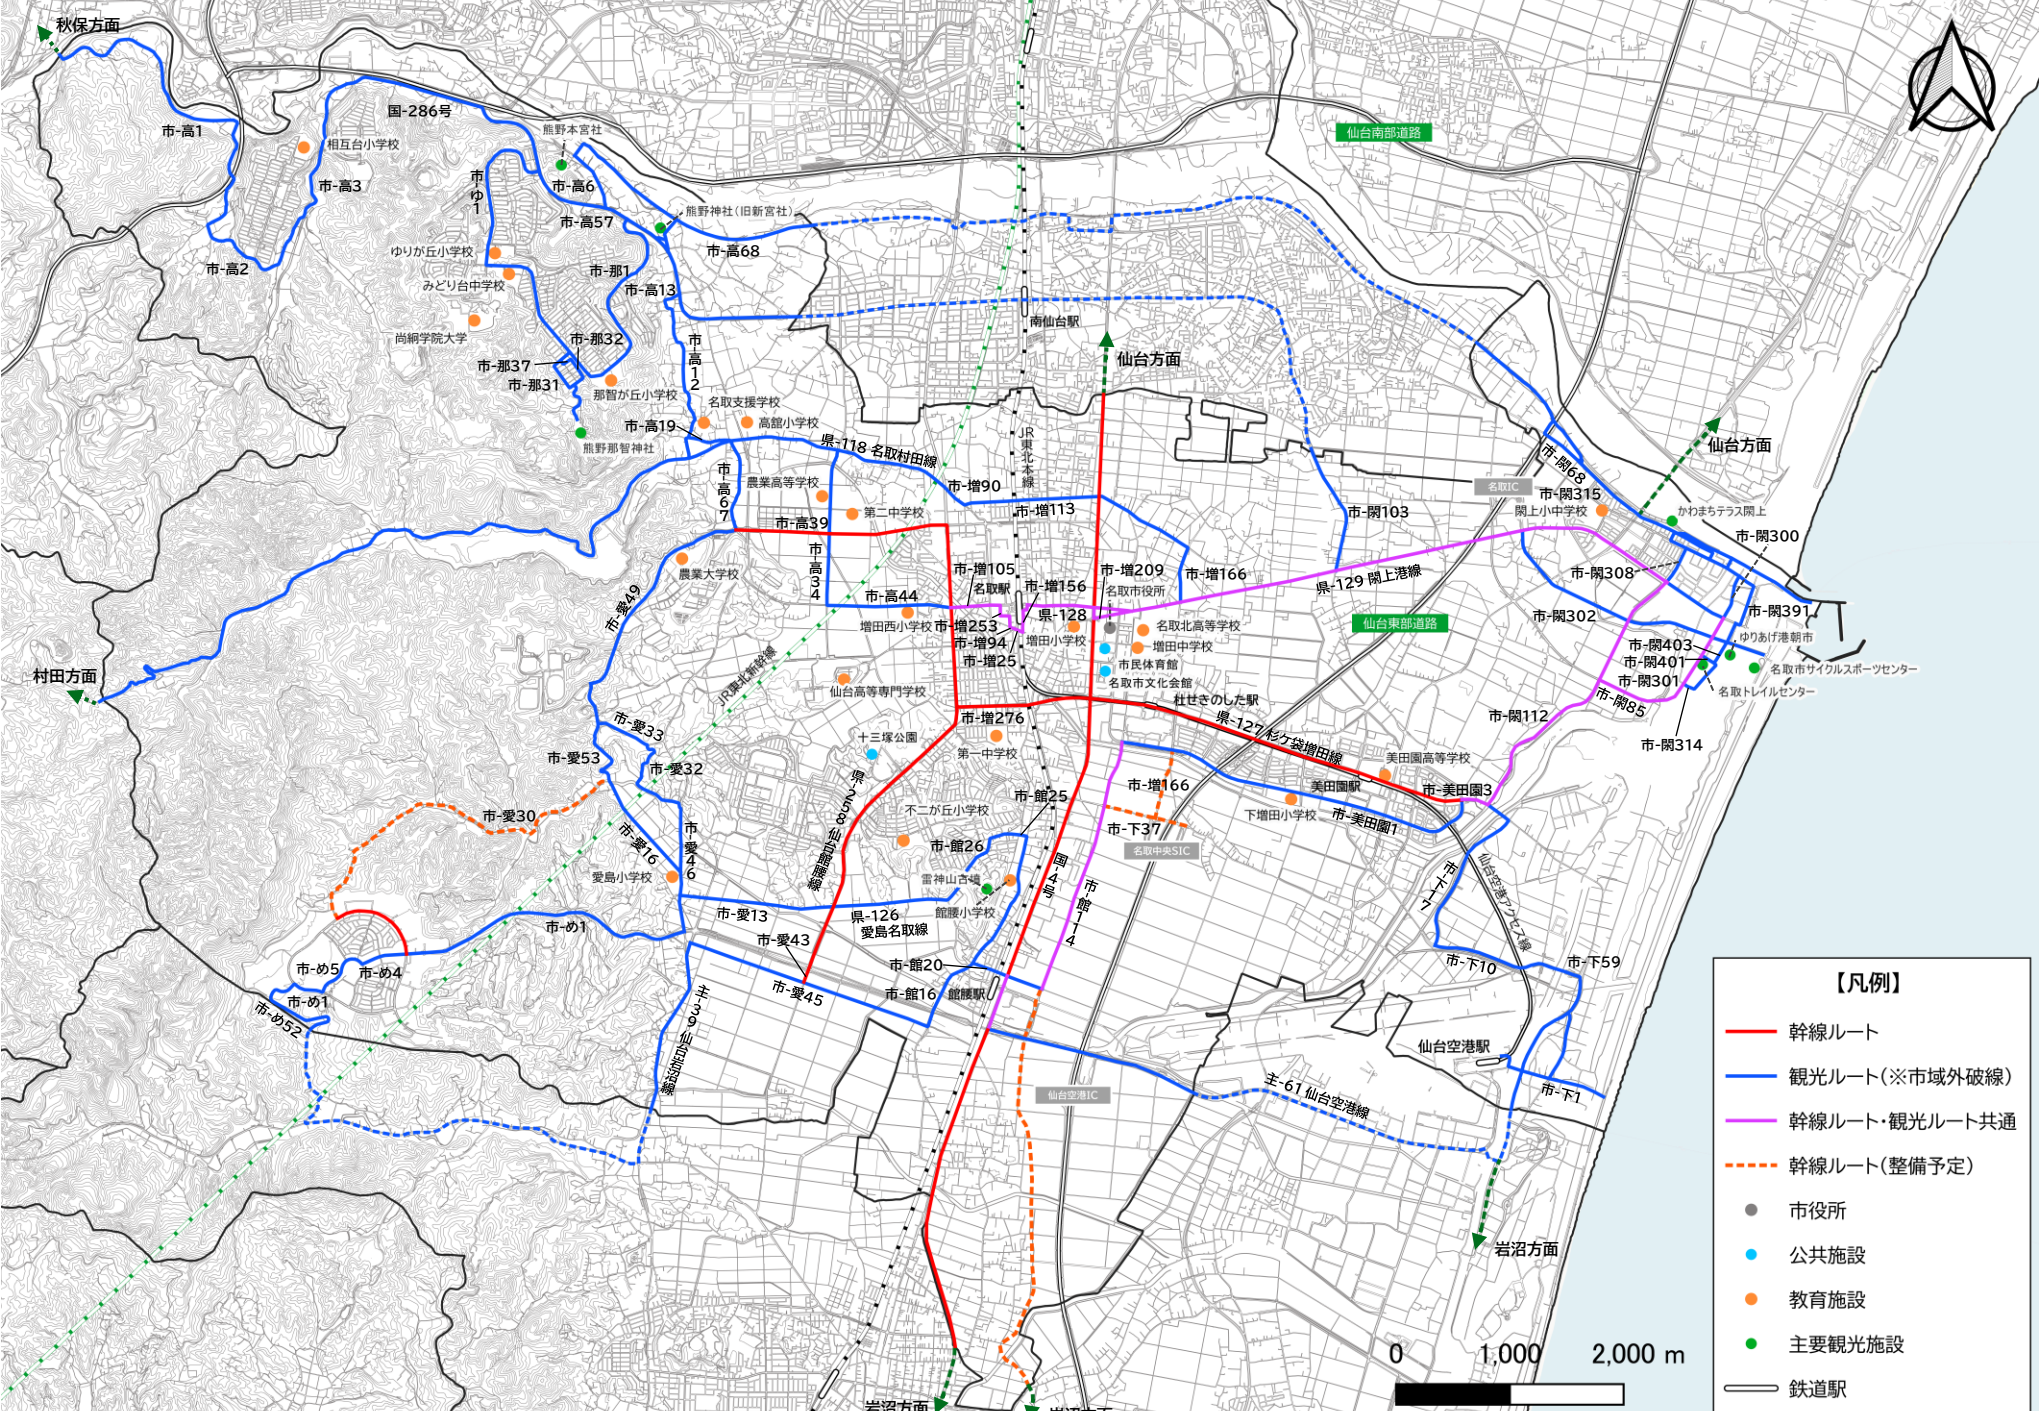 秋保方面
国-286号
市-高1
相互台小学校
熊野本宮社
仙台南部道路
市-ゆ1
市-高3
市-高6
市-高57
熊野神社(旧新宮社)
市-高68
ゆりが丘小学校
市-高2
みどり台中学校
市-那1
市-高13
尚絅学院大学
南仙台駅
市-那32
市-高12
仙台方面
市-那37
市-那31
那智が丘小学校
名取支援学校
高館小学校
市-高19
熊野那智神社
県-118 名取村田線
JR東北本線
仙台方面
市-高67
農業高等学校
市-増90
名取IC
市-閖68
市-閖315
閖上小中学校
かわまちテラス閖上
第二中学校
市-増113
市-閖103
市-高39
市-閖300
市-高34
農業大学校
市-増105
市-増156
市-増209
市-増166
県-129 閖上港線
市-閖308
名取駅
名取市役所
市-愛49
市-高44
市-増253
県-128
仙台東部道路
市-閖302
市-閖391
増田西小学校
市-増94
増田小学校
名取北高等学校
ゆりあげ港朝市
市-増25
増田中学校
市-閖403
市民体育館
市-閖401
名取市サイクルスポーツセンター
村田方面
JR東北新幹線
仙台高等専門学校
名取市文化会館
市-閖301
名取トレイルセンター
杜せきのした駅
市-閖85
市-増276
市-閖112
市-愛33
十三塚公園
第一中学校
県-127 杉ケ袋増田線
市-閖314
市-愛53
市-愛32
県-258 仙台館腰線
美田園高等学校
美田園駅
市-増166
市-美田園3
市-館25
不二が丘小学校
下増田小学校
市-美田園1
市-愛30
市-愛16
市-愛46
市-下37
市-館26
名取中央SIC
国-4号
市-下17
仙台空港アクセス線
愛島小学校
雷神山古墳
市-館114
市-愛13
県-126
愛島名取線
館腰小学校
市-め1
市-愛43
市-館20
市-下10
市-下59
市-め5
市-め4
市-愛45
市-館16
館腰駅
市-め1
市-め52
主-39 仙台岩沼線
仙台空港駅
仙台空港IC
主-61 仙台空港線
市-下1
岩沼方面
岩沼方面
岩沼方面
【凡例】
幹線ルート
観光ルート(※市域外破線)
幹線ルート・観光ルート共通
幹線ルート(整備予定)
市役所
公共施設
教育施設
主要観光施設
鉄道駅
0 1,000 2,000 m